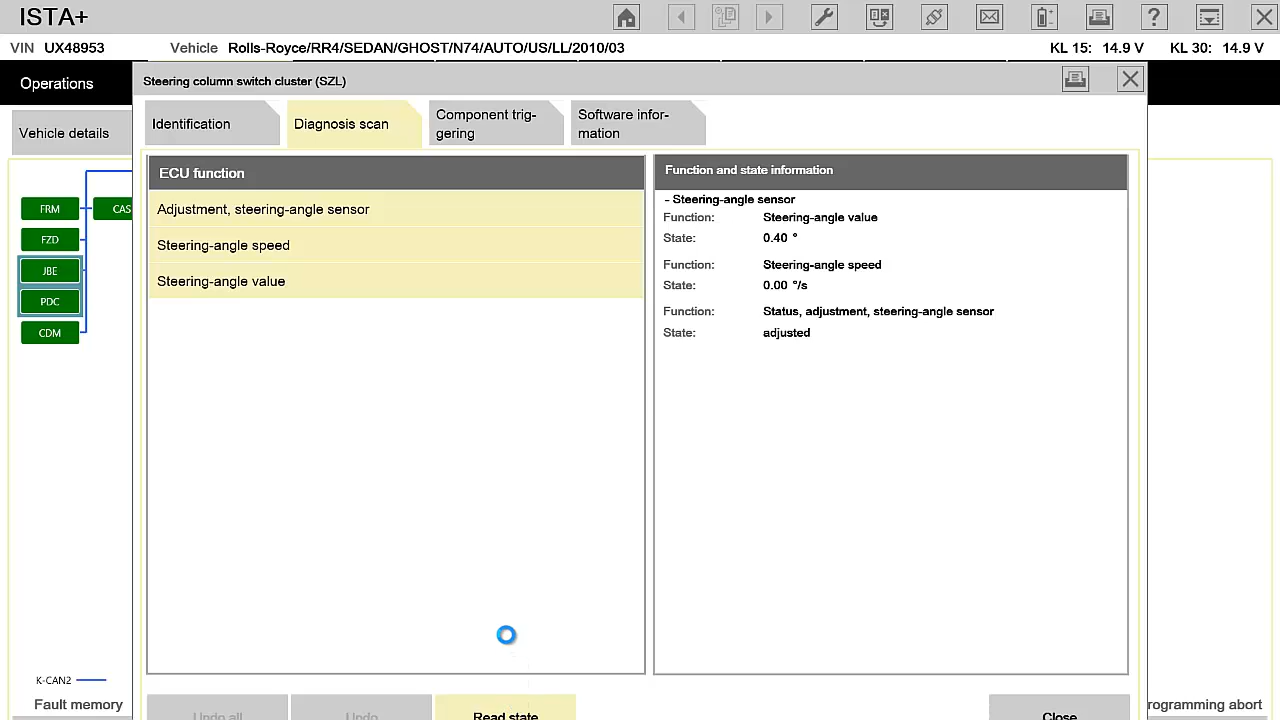 ISTA+
VIN UX48953 Vehicle Rolls-Royce/RR4/SEDAN/GHOST/N74/AUTO/US/LL/2010/03 KL 15: 14.9 V KL 30: 14.9 V
Operations
Steering column switch cluster (SZL)
Vehicle details
Identification
Diagnosis scan
Component trig-
gering
Software infor-
mation
ECU function
Adjustment, steering-angle sensor
Steering-angle speed
Steering-angle value
Function and state information
- Steering-angle sensor
Function: Steering-angle value
State: 0.40 °
Function: Steering-angle speed
State: 0.00 °/s
Function: Status, adjustment, steering-angle sensor
State: adjusted
FRM CAS
FZD
JBE
PDC
CDM
K-CAN2
Fault memory
Undo all Undo Read state Close
rogramming abort